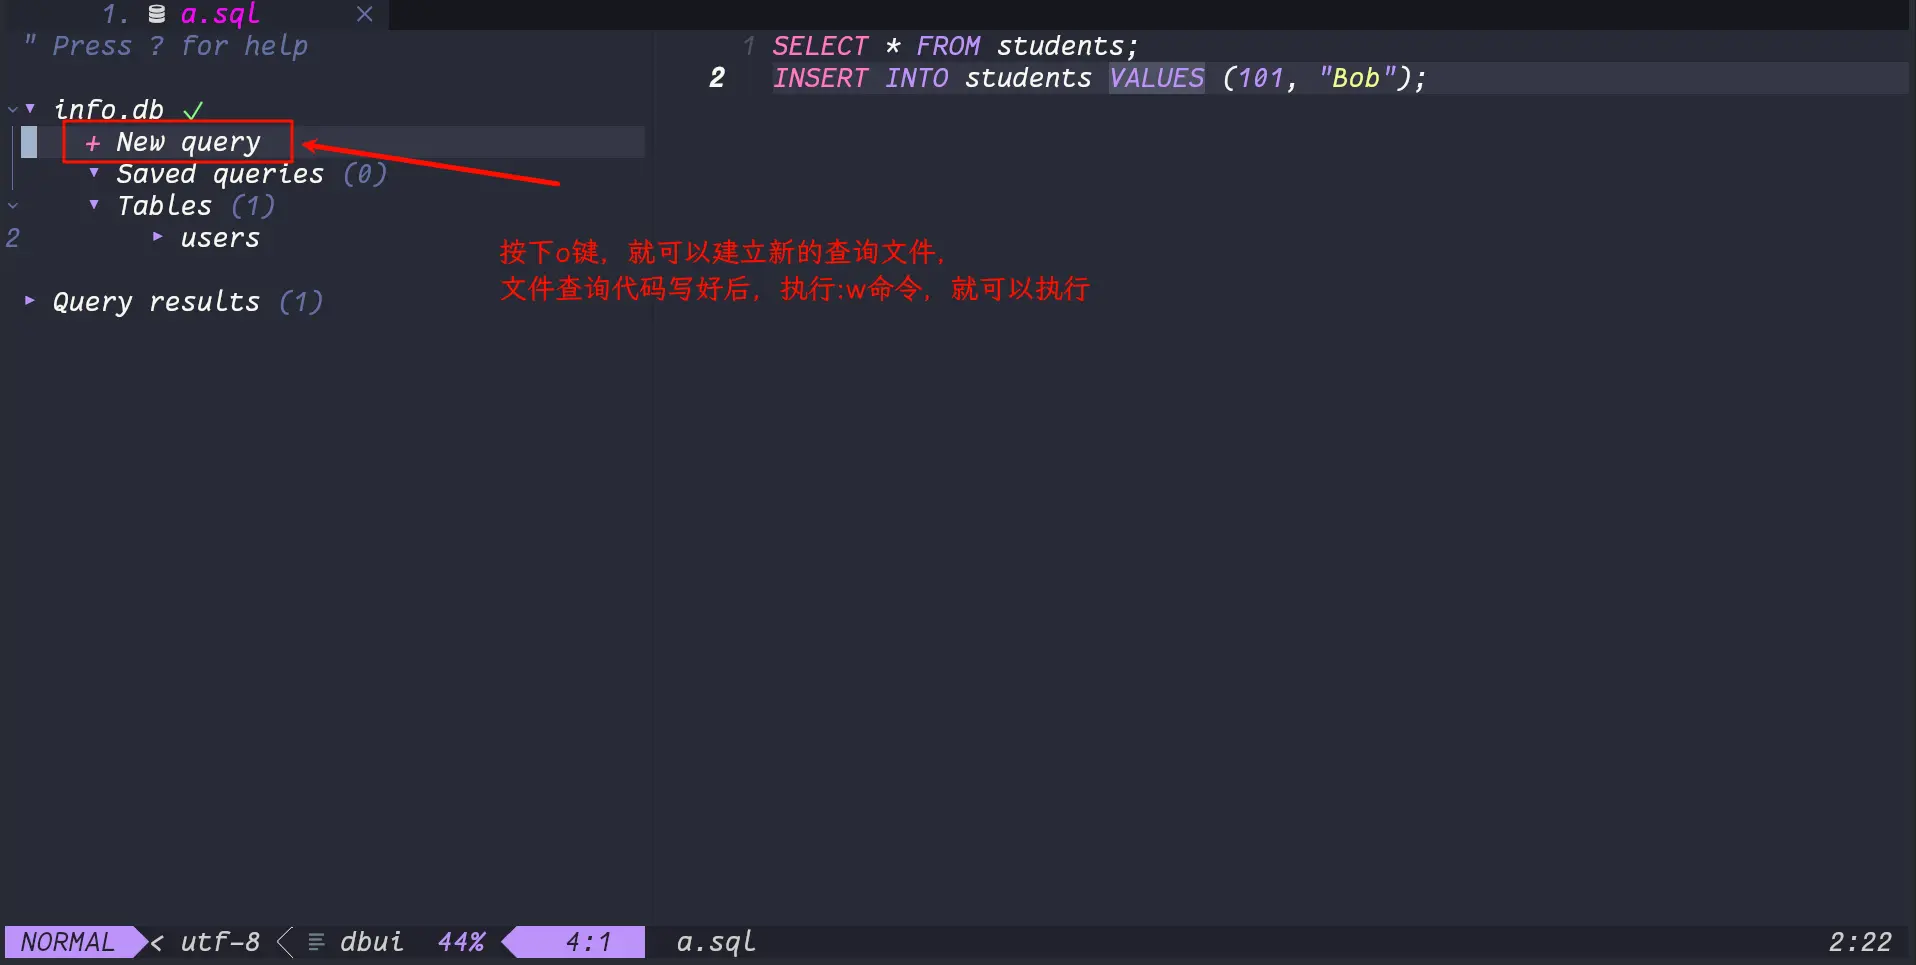 1. a.sql ×
" Press ? for help
info.db ✓
+ New query
Saved queries (0)
Tables (1)
2 users
Query results (1)
1 SELECT * FROM students;
2 INSERT INTO students VALUES (101, "Bob");
按下o键，就可以建立新的查询文件，
文件查询代码写好后，执行:w命令，就可以执行
NORMAL < utf-8 dbui 44% 4:1 a.sql 2:22